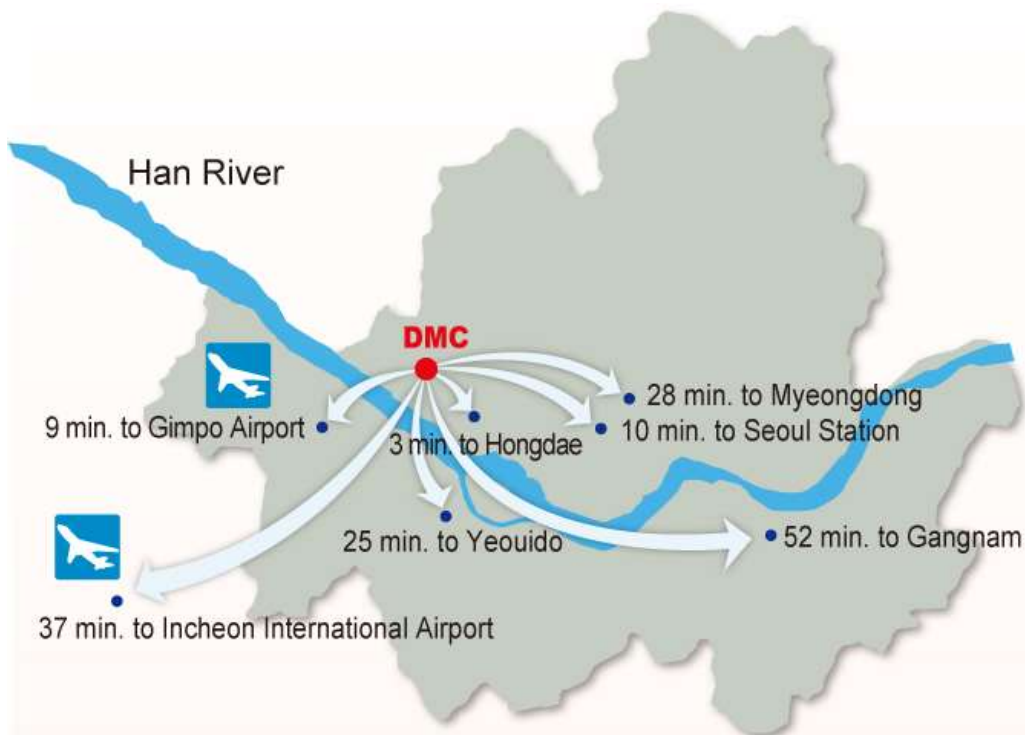 Han River
DMC
28 min. to Myeongdong
9 min. to Gimpo Airport
3 min. to Hongdae
10 min. to Seoul Station
25 min. to Yeouido
52 min. to Gangnam
37 min. to Incheon International Airport